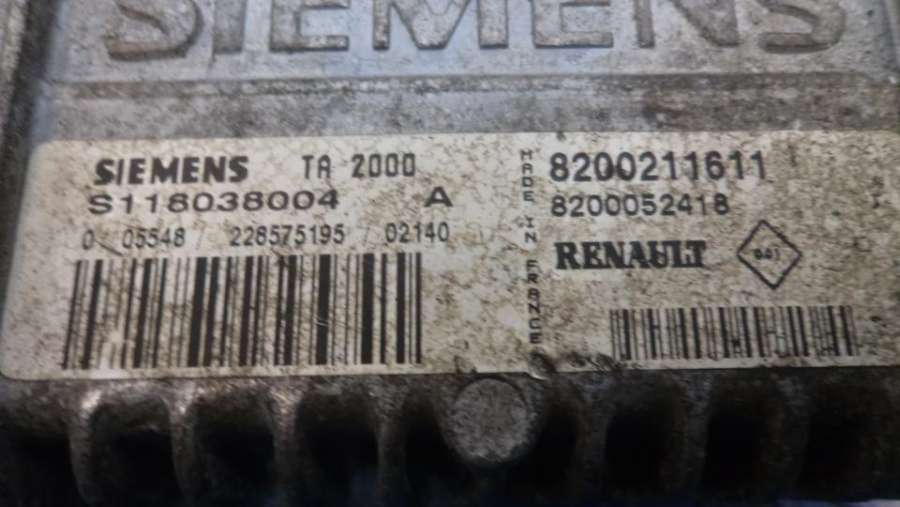 SIEMENS
SIEMENS TA 2000
S118038004 A
0 05548 / 228575195 / 02140
MADE IN FRANCE
8200211611
8200052418
RENAULT